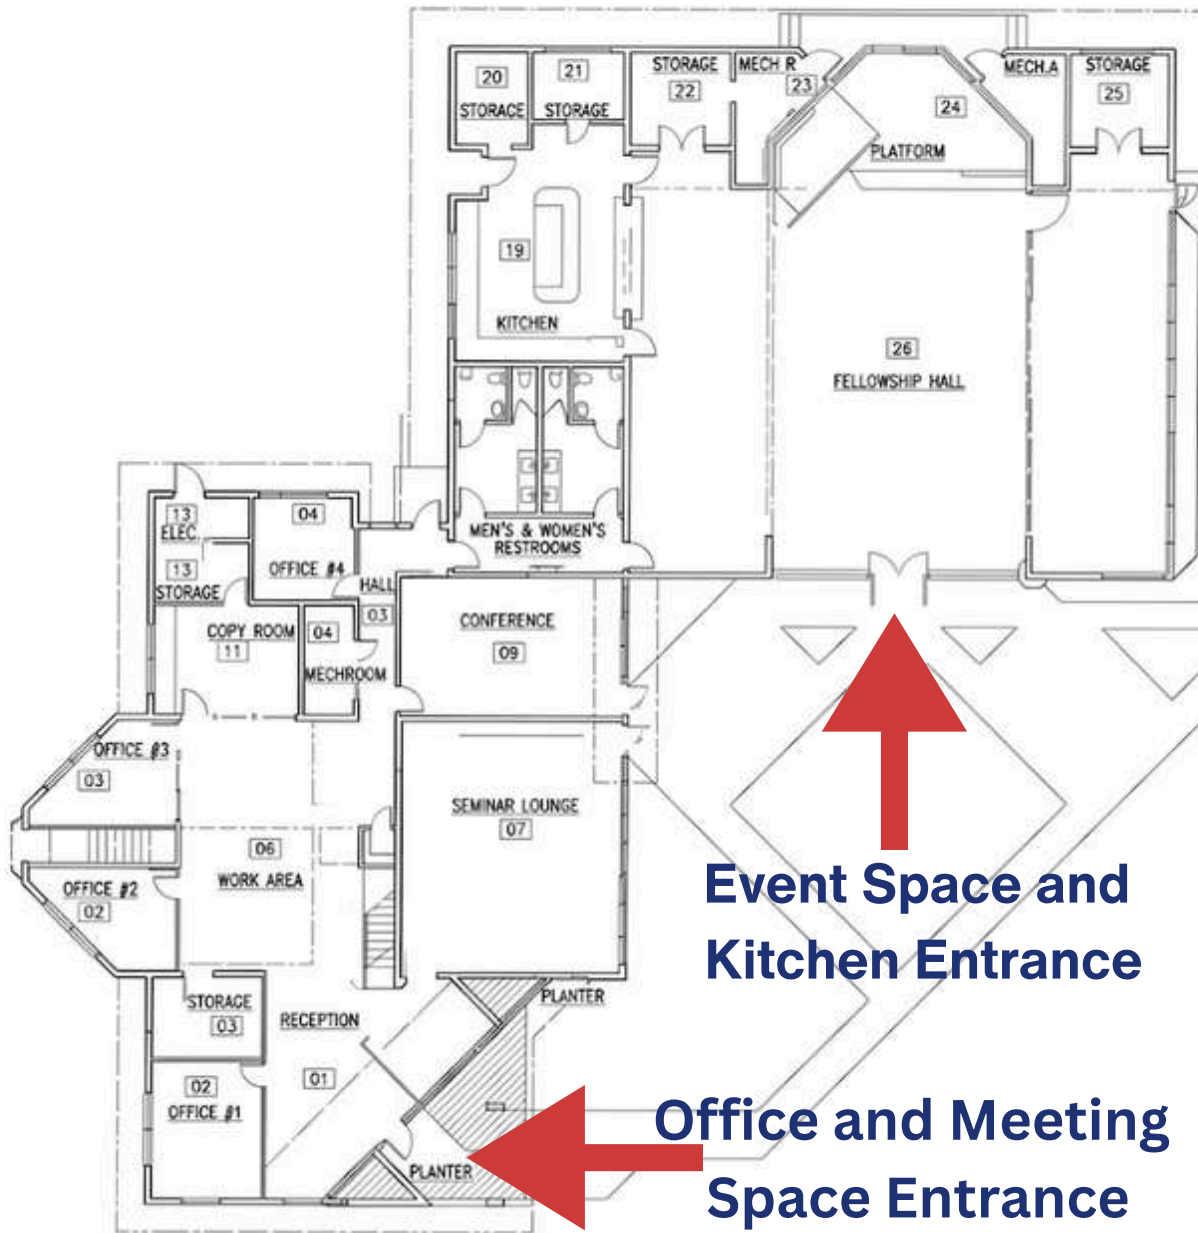 20
STORACE
21
STORAGE
STORAGE
22
MECH R
23
24
PLATFORM
MECH.A
STORAGE
25
19
KITCHEN
26
FELLOWSHIP HALL
MEN'S & WOMEN'S
RESTROOMS
13
ELEC.
04
OFFICE #4
13
STORAGE
HALL
03
COPY ROOM
11
04
MECHROOM
CONFERENCE
09
OFFICE #3
03
SEMINAR LOUNGE
07
06
WORK AREA
OFFICE #2
02
Event Space and
Kitchen Entrance
STORAGE
03
RECEPTION
01
PLANTER
02
OFFICE #1
PLANTER
Office and Meeting
Space Entrance